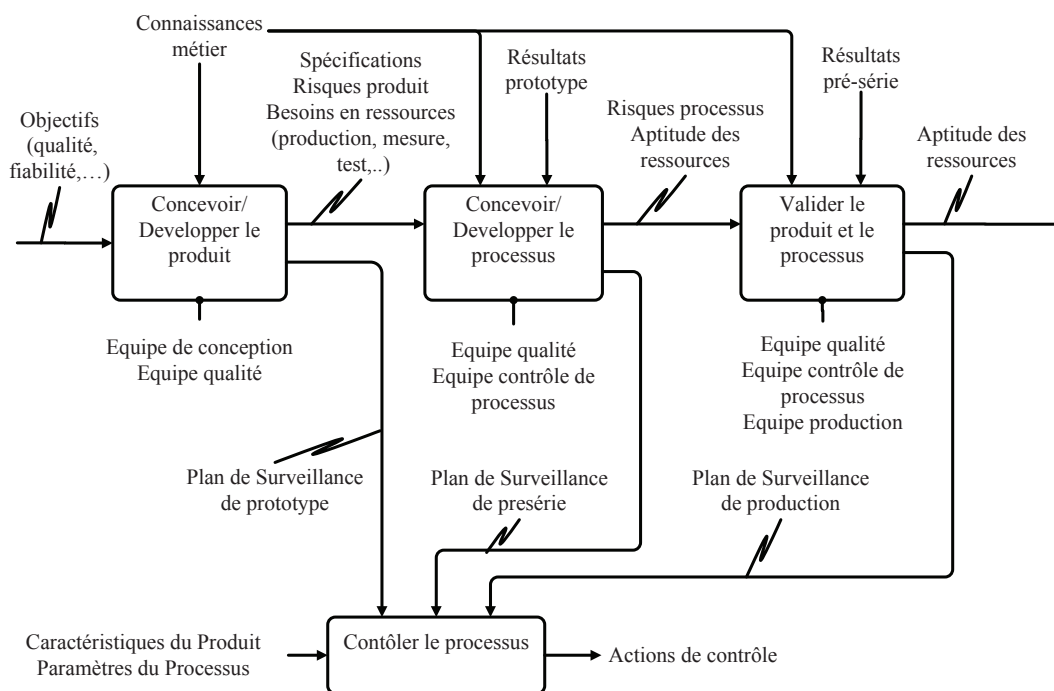 Connaissances
métier
Spécifications
Risques produit
Besoins en ressources
(production, mesure,
test,..)
Résultats
prototype
Résultats
pré-série
Objectifs
(qualité,
fiabilité,…)
Risques processus
Aptitude des
ressources
Aptitude des
ressources
Concevoir/
Developper le
produit
Concevoir/
Developper le
processus
Valider le
produit et le
processus
Equipe de conception
Equipe qualité
Equipe qualité
Equipe contrôle de
processus
Equipe qualité
Equipe contrôle de
processus
Equipe production
Plan de Surveillance
de prototype
Plan de Surveillance
de presérie
Plan de Surveillance
de production
Caractéristiques du Produit
Paramètres du Processus
Contôler le processus
Actions de contrôle